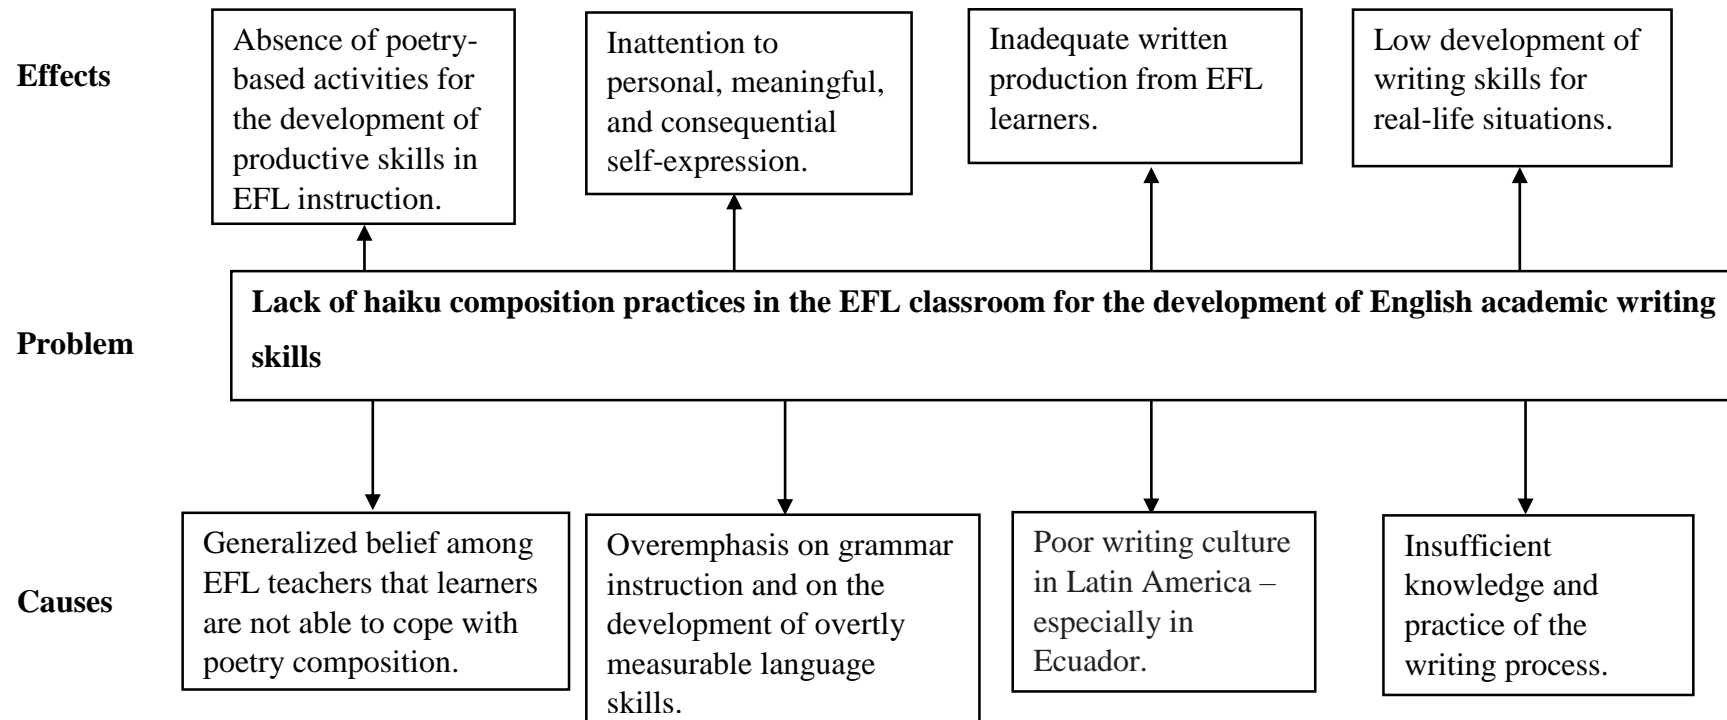 Effects
Absence of poetry-
based activities for
the development of
productive skills in
EFL instruction.
Inattention to
personal, meaningful,
and consequential
self-expression.
Inadequate written
production from EFL
learners.
Low development of
writing skills for
real-life situations.
Problem
Lack of haiku composition practices in the EFL classroom for the development of English academic writing
skills
Causes
Generalized belief among
EFL teachers that learners
are not able to cope with
poetry composition.
Overemphasis on grammar
instruction and on the
development of overtly
measurable language
skills.
Poor writing culture
in Latin America –
especially in
Ecuador.
Insufficient
knowledge and
practice of the
writing process.